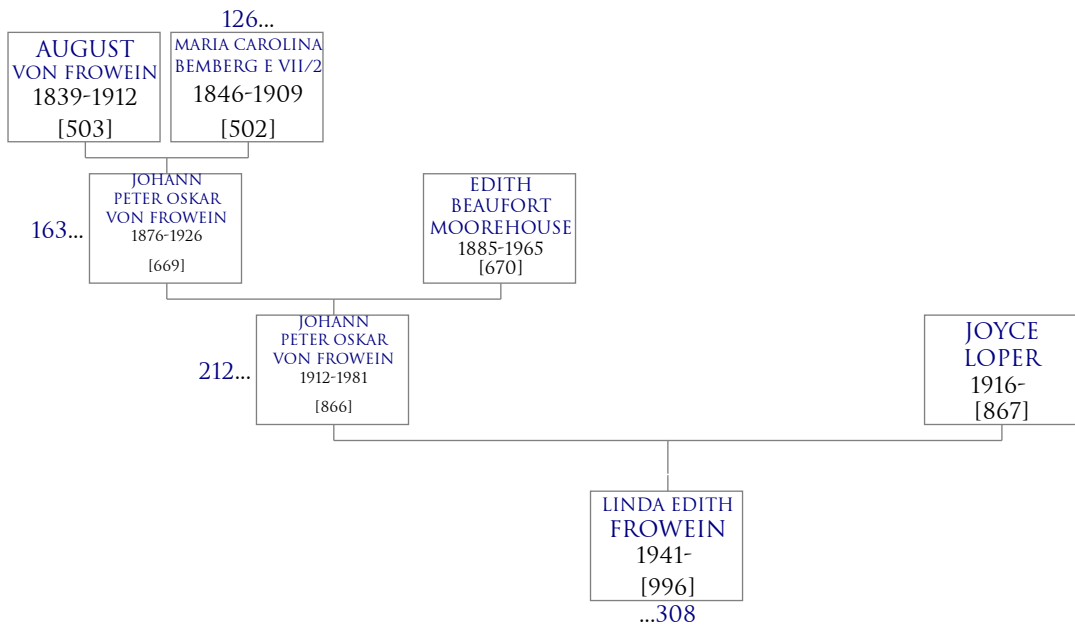 126...
AUGUST
VON FROWEIN
1839-1912
[503]
MARIA CAROLINA
BEMBERG E VII/2
1846-1909
[502]
163...
JOHANN
PETER OSKAR
VON FROWEIN
1876-1926
[669]
EDITH
BEAUFORT
MOOREHOUSE
1885-1965
[670]
212...
JOHANN
PETER OSKAR
VON FROWEIN
1912-1981
[866]
JOYCE
LOPER
1916-
[867]
LINDA EDITH
FROWEIN
1941-
[996]
...308